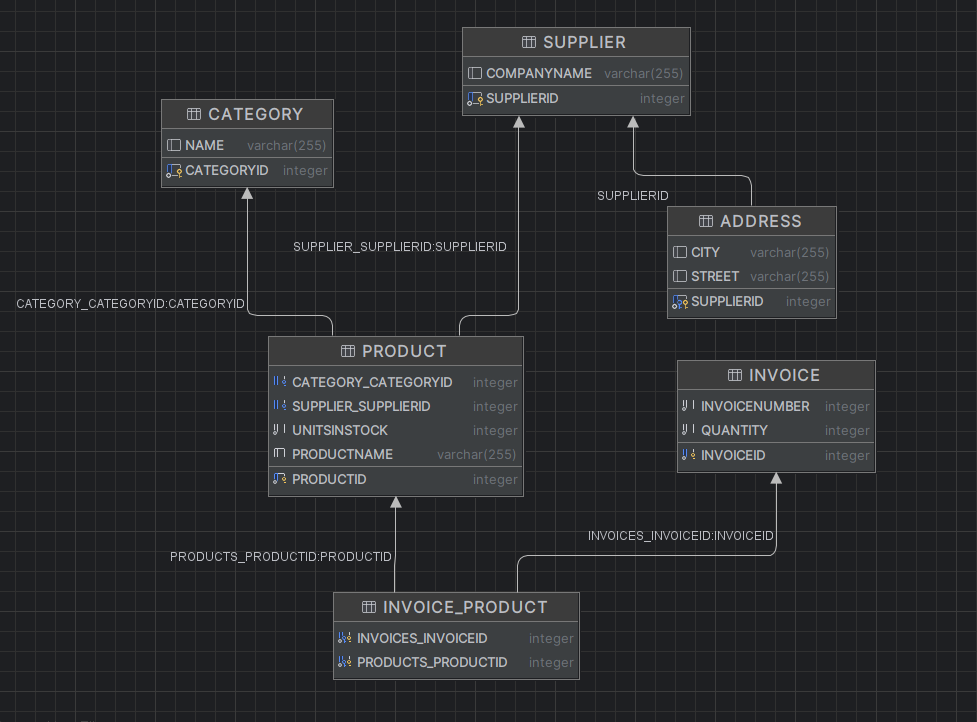 SUPPLIER
COMPANYNAME varchar(255)
SUPPLIERID integer
CATEGORY
NAME varchar(255)
CATEGORYID integer
SUPPLIERID
ADDRESS
CITY varchar(255)
STREET varchar(255)
SUPPLIERID integer
SUPPLIER_SUPPLIERID:SUPPLIERID
CATEGORY_CATEGORYID:CATEGORYID
PRODUCT
CATEGORY_CATEGORYID integer
SUPPLIER_SUPPLIERID integer
UNITSINSTOCK integer
PRODUCTNAME varchar(255)
PRODUCTID integer
INVOICE
INVOICENUMBER integer
QUANTITY integer
INVOICEID integer
INVOICES_INVOICEID:INVOICEID
PRODUCTS_PRODUCTID:PRODUCTID
INVOICE_PRODUCT
INVOICES_INVOICEID integer
PRODUCTS_PRODUCTID integer